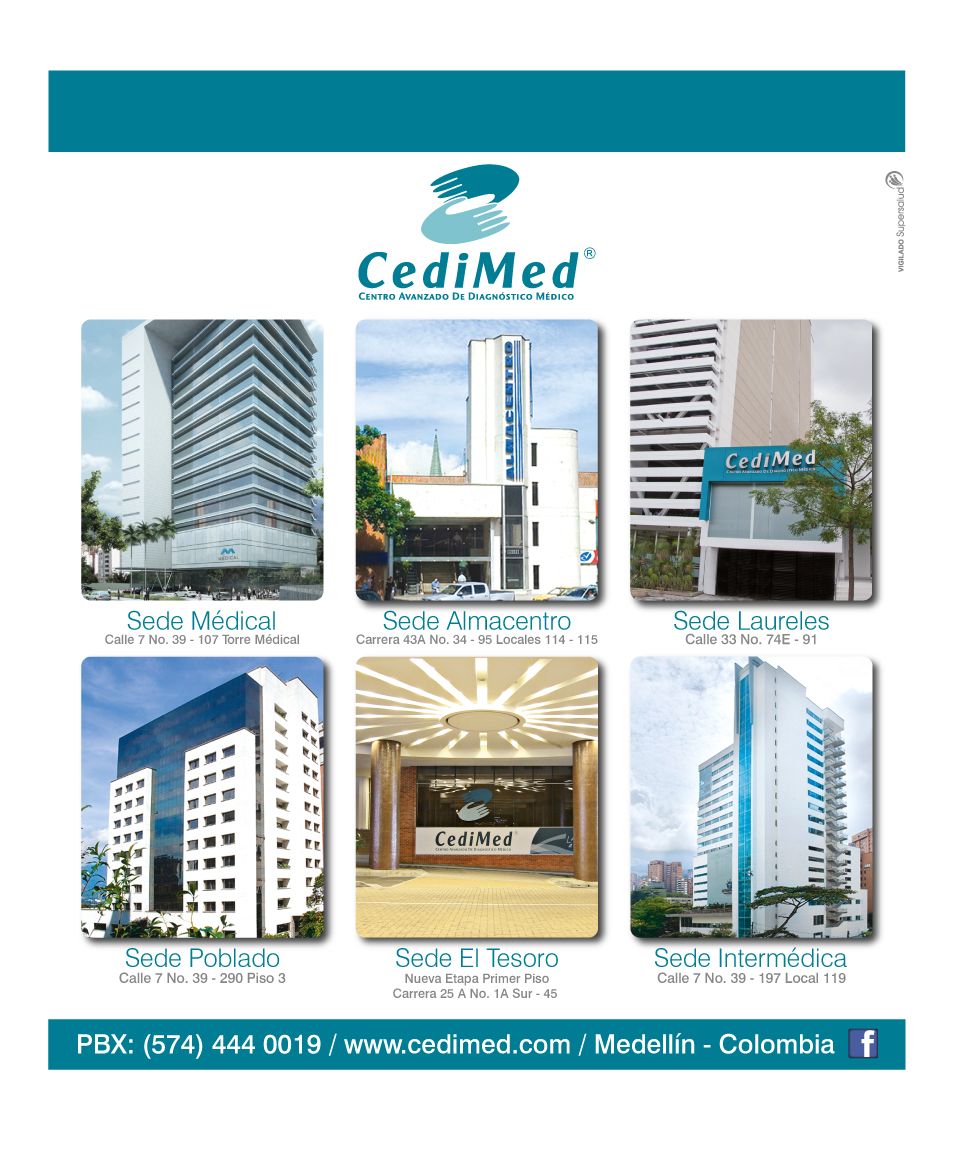 VIGILADO Supersalud
CediMed®
CENTRO AVANZADO DE DIAGNÓSTICO MÉDICO
MEDICAL
ALMACENTRO
CediMed
CENTRO AVANZADO DE DIAGNÓSTICO MÉDICO
Sede Médical
Calle 7 No. 39 - 107 Torre Médical
Sede Almacentro
Carrera 43A No. 34 - 95 Locales 114 - 115
Sede Laureles
Calle 33 No. 74E - 91
CediMed
CENTRO AVANZADO DE DIAGNÓSTICO MÉDICO
Sede Poblado
Calle 7 No. 39 - 290 Piso 3
Sede El Tesoro
Nueva Etapa Primer Piso
Carrera 25 A No. 1A Sur - 45
Sede Intermédica
Calle 7 No. 39 - 197 Local 119
PBX: (574) 444 0019 / www.cedimed.com / Medellín - Colombia f